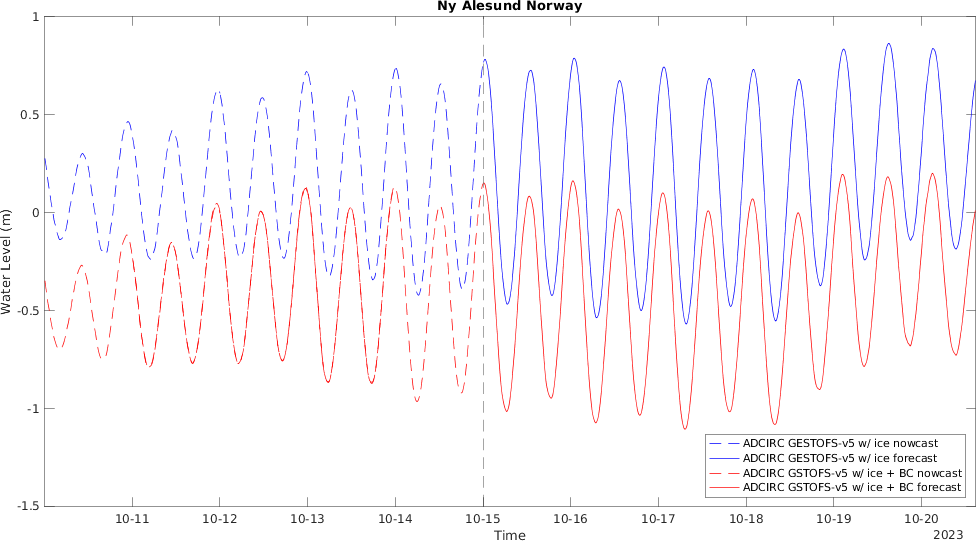 Ny Alesund Norway
1
0.5
0
-0.5
-1
-1.5
Water Level (m)
ADCIRC GESTOFS-v5 w/ ice nowcast
ADCIRC GESTOFS-v5 w/ ice forecast
ADCIRC GSTOFS-v5 w/ ice + BC nowcast
ADCIRC GSTOFS-v5 w/ ice + BC forecast
10-11 10-12 10-13 10-14 10-15 10-16 10-17 10-18 10-19 10-20
Time
2023